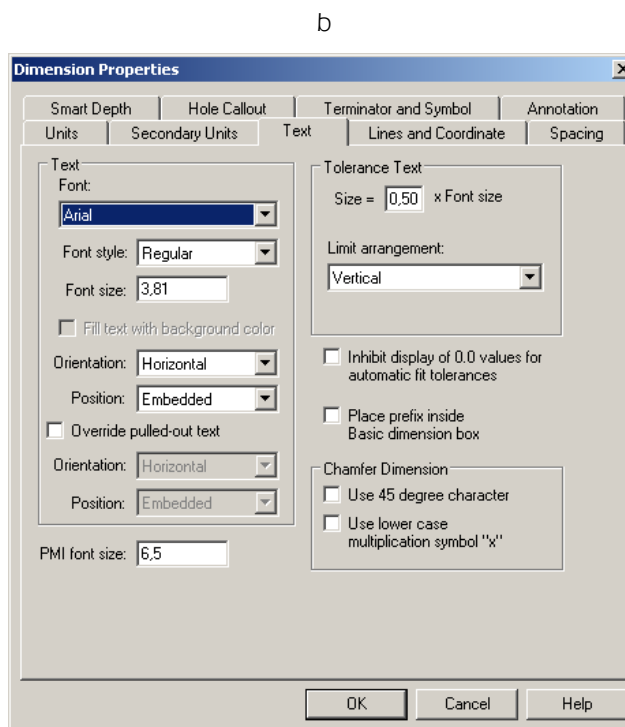 b
Dimension Properties
Smart Depth
Hole Callout
Terminator and Symbol
Annotation
Units
Secondary Units
Text
Lines and Coordinate
Spacing
Text
Font:
Arial
Font style: Regular
Font size: 3,81
Fill text with background color
Orientation: Horizontal
Position: Embedded
Override pulled-out text
Orientation: Horizontal
Position: Embedded
PMI font size: 6,5
Tolerance Text
Size = 0,50 x Font size
Limit arrangement:
Vertical
Inhibit display of 0.0 values for
automatic fit tolerances
Place prefix inside
Basic dimension box
Chamfer Dimension
Use 45 degree character
Use lower case
multiplication symbol "x"
OK
Cancel
Help